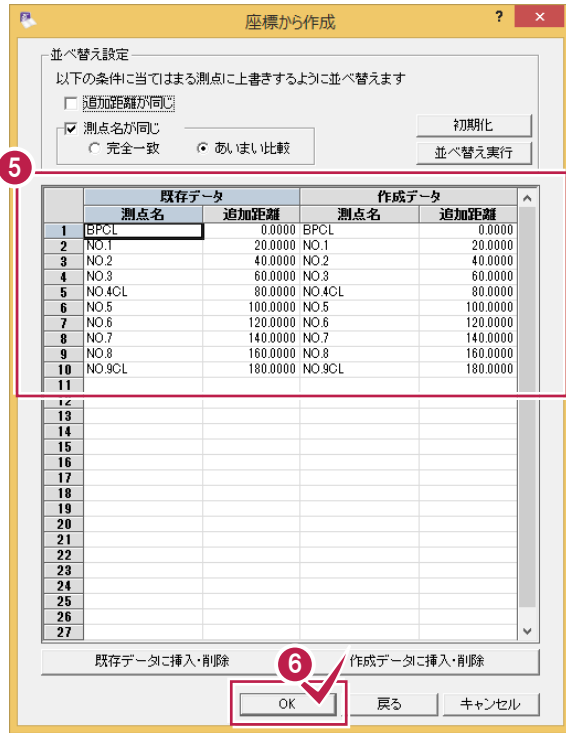 座標から作成
?
×
並べ替え設定
以下の条件に当てはまる測点に上書きするように並べ替えます
追加距離が同じ
測点名が同じ
初期化
完全一致 あいまい比較
並べ替え実行
5
既存データ 作成データ
測点名 追加距離 測点名 追加距離
1 BPCL 0.0000 BPCL 0.0000
2 NO.1 20.0000 NO.1 20.0000
3 NO.2 40.0000 NO.2 40.0000
4 NO.3 60.0000 NO.3 60.0000
5 NO.4CL 80.0000 NO.4CL 80.0000
6 NO.5 100.0000 NO.5 100.0000
7 NO.6 120.0000 NO.6 120.0000
8 NO.7 140.0000 NO.7 140.0000
9 NO.8 160.0000 NO.8 160.0000
10 NO.9CL 180.0000 NO.9CL 180.0000
11
12
13
14
15
16
17
18
19
20
21
22
23
24
25
26
27
既存データに挿入・削除 作成データに挿入・削除
6
OK 戻る キャンセル